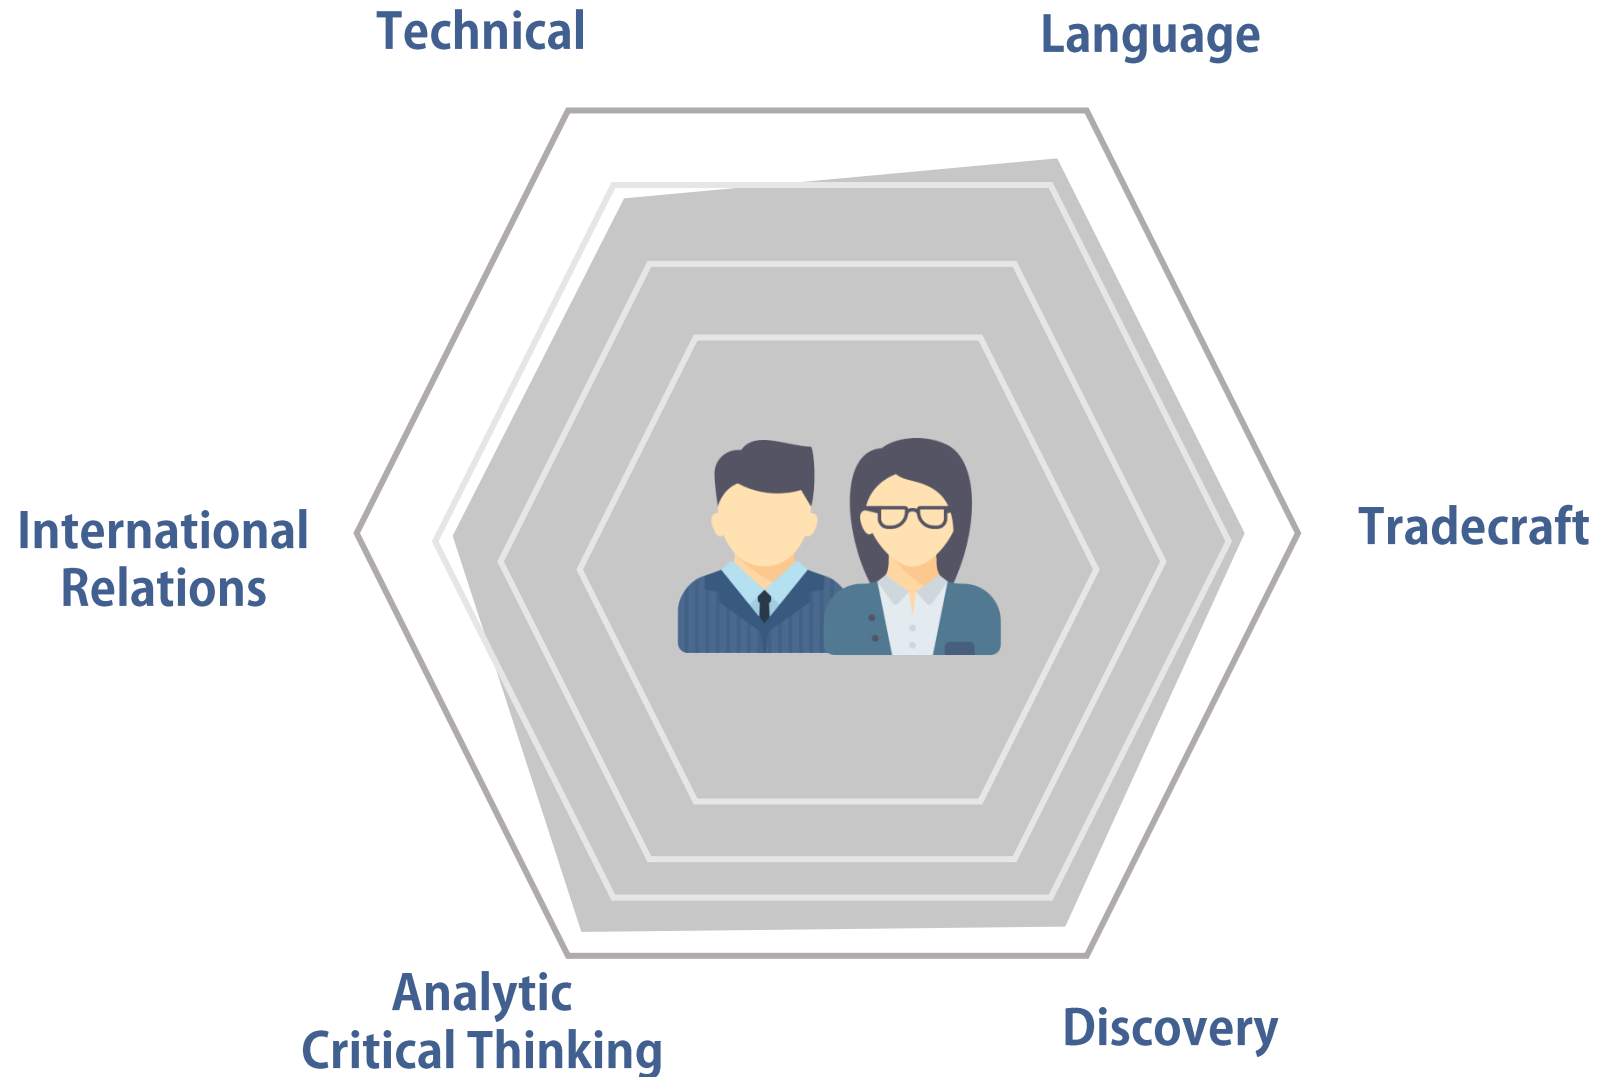 Technical
Language
International
Relations
Tradecraft
Analytic
Critical Thinking
Discovery